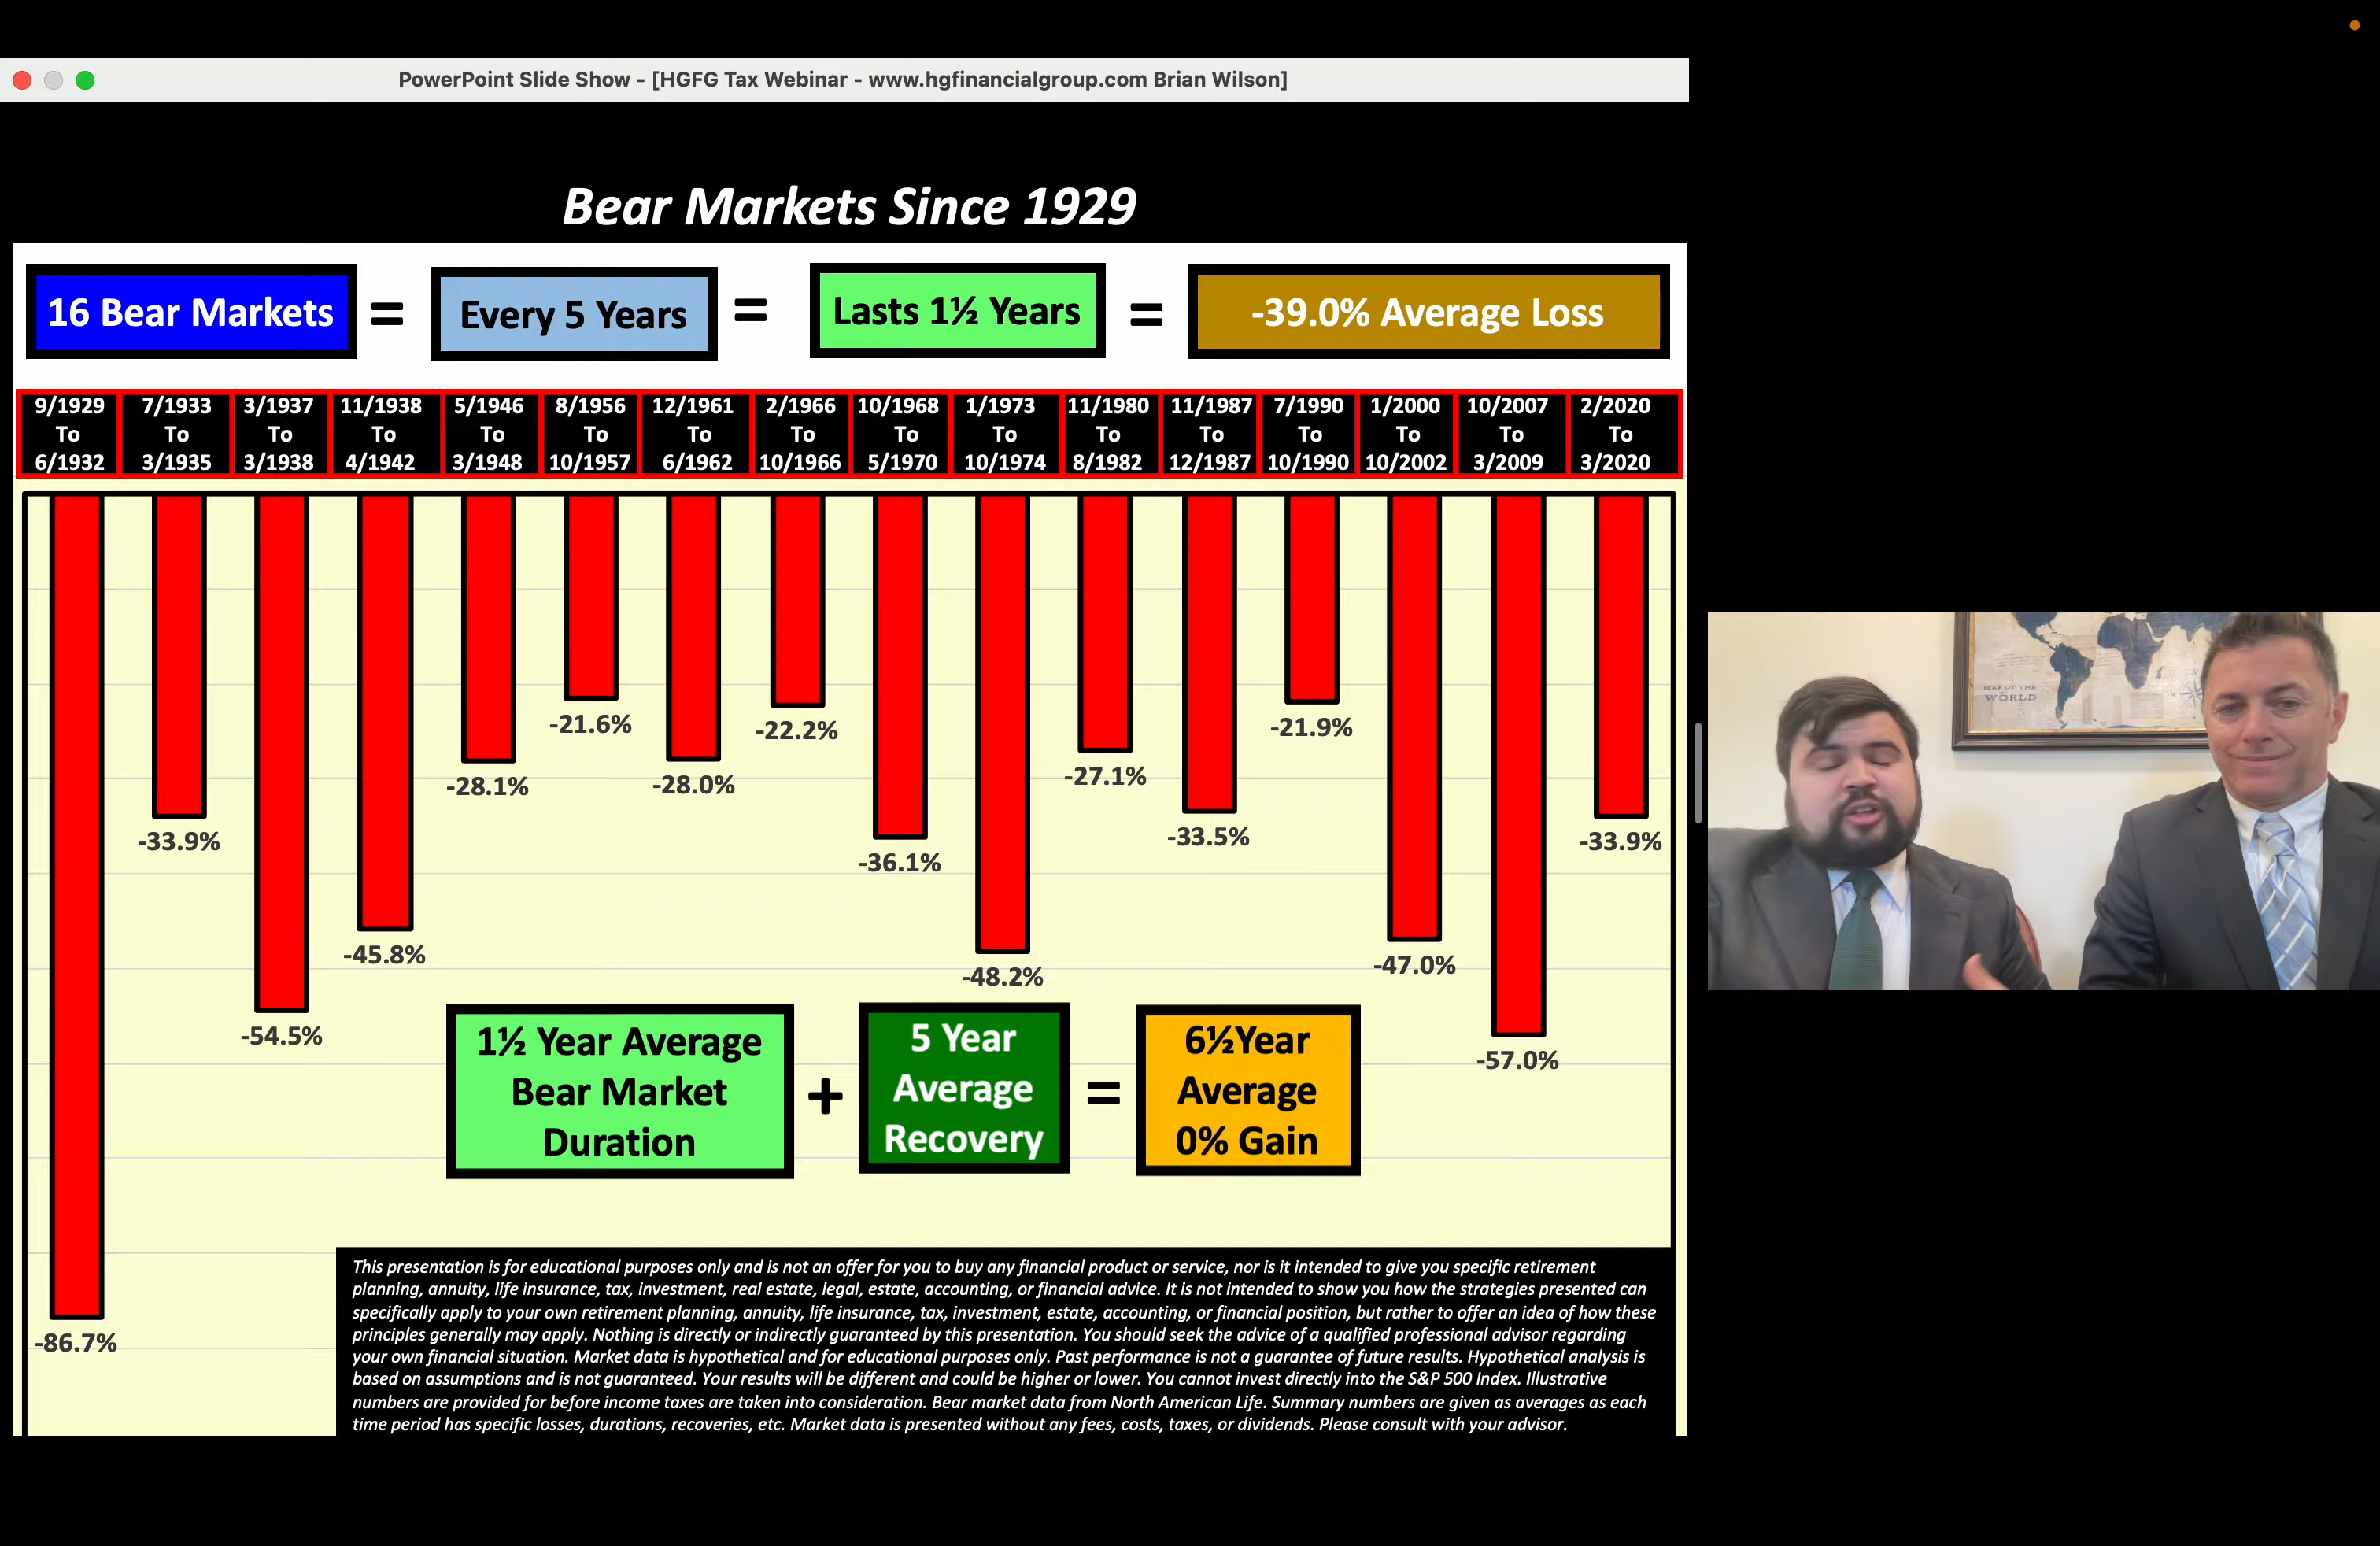 PowerPoint Slide Show - [HGFG Tax Webinar - www.hgfinancialgroup.com Brian Wilson]
Bear Markets Since 1929
16 Bear Markets = Every 5 Years = Lasts 1½ Years = -39.0% Average Loss
9/1929 7/1933 3/1937 11/1938 5/1946 8/1956 12/1961 2/1966 10/1968 1/1973 11/1980 11/1987 7/1990 1/2000 10/2007 2/2020
To To To To To To To To To To To To To To To To
6/1932 3/1935 3/1938 4/1942 3/1948 10/1957 6/1962 10/1966 5/1970 10/1974 8/1982 12/1987 10/1990 10/2002 3/2009 3/2020
-86.7%
-33.9%
-54.5%
-45.8%
-28.1%
-21.6%
-28.0%
-22.2%
-36.1%
-48.2%
-27.1%
-33.5%
-21.9%
-47.0%
-57.0%
-33.9%
1½ Year Average
Bear Market
Duration
+
5 Year
Average
Recovery
=
6½Year
Average
0% Gain
This presentation is for educational purposes only and is not an offer for you to buy any financial product or service, nor is it intended to give you specific retirement
planning, annuity, life insurance, tax, investment, real estate, legal, estate, accounting, or financial advice. It is not intended to show you how the strategies presented can
specifically apply to your own retirement planning, annuity, life insurance, tax, investment, estate, accounting, or financial position, but rather to offer an idea of how these
principles generally may apply. Nothing is directly or indirectly guaranteed by this presentation. You should seek the advice of a qualified professional advisor regarding
your own financial situation. Market data is hypothetical and for educational purposes only. Past performance is not a guarantee of future results. Hypothetical analysis is
based on assumptions and is not guaranteed. Your results will be different and could be higher or lower. You cannot invest directly into the S&P 500 Index. Illustrative
numbers are provided for before income taxes are taken into consideration. Bear market data from North American Life. Summary numbers are given as averages as each
time period has specific losses, durations, recoveries, etc. Market data is presented without any fees, costs, taxes, or dividends. Please consult with your advisor.
MAP OF THE
WORLD